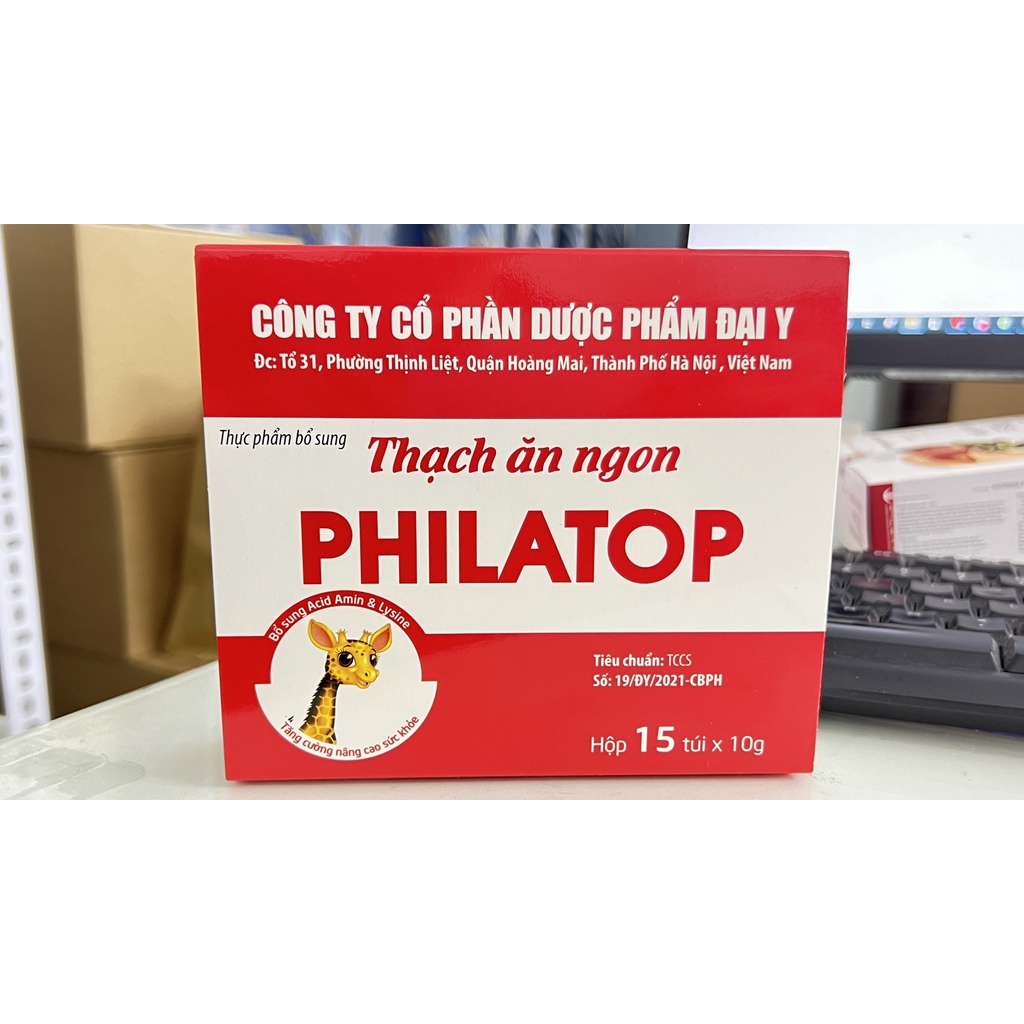 CÔNG TY CỔ PHẦN DƯỢC PHẨM ĐẠI Y
Đc: Tổ 31, Phường Thịnh Liệt, Quận Hoàng Mai, Thành Phố Hà Nội , Việt Nam
Thực phẩm bổ sung
Thạch ăn ngon
PHILATOP
Bổ sung Acid Amin & Lysine
Tăng cường nâng cao sức khỏe
Tiêu chuẩn: TCCS
Số: 19/ĐY/2021-CBPH
Hộp 15 túi x 10g